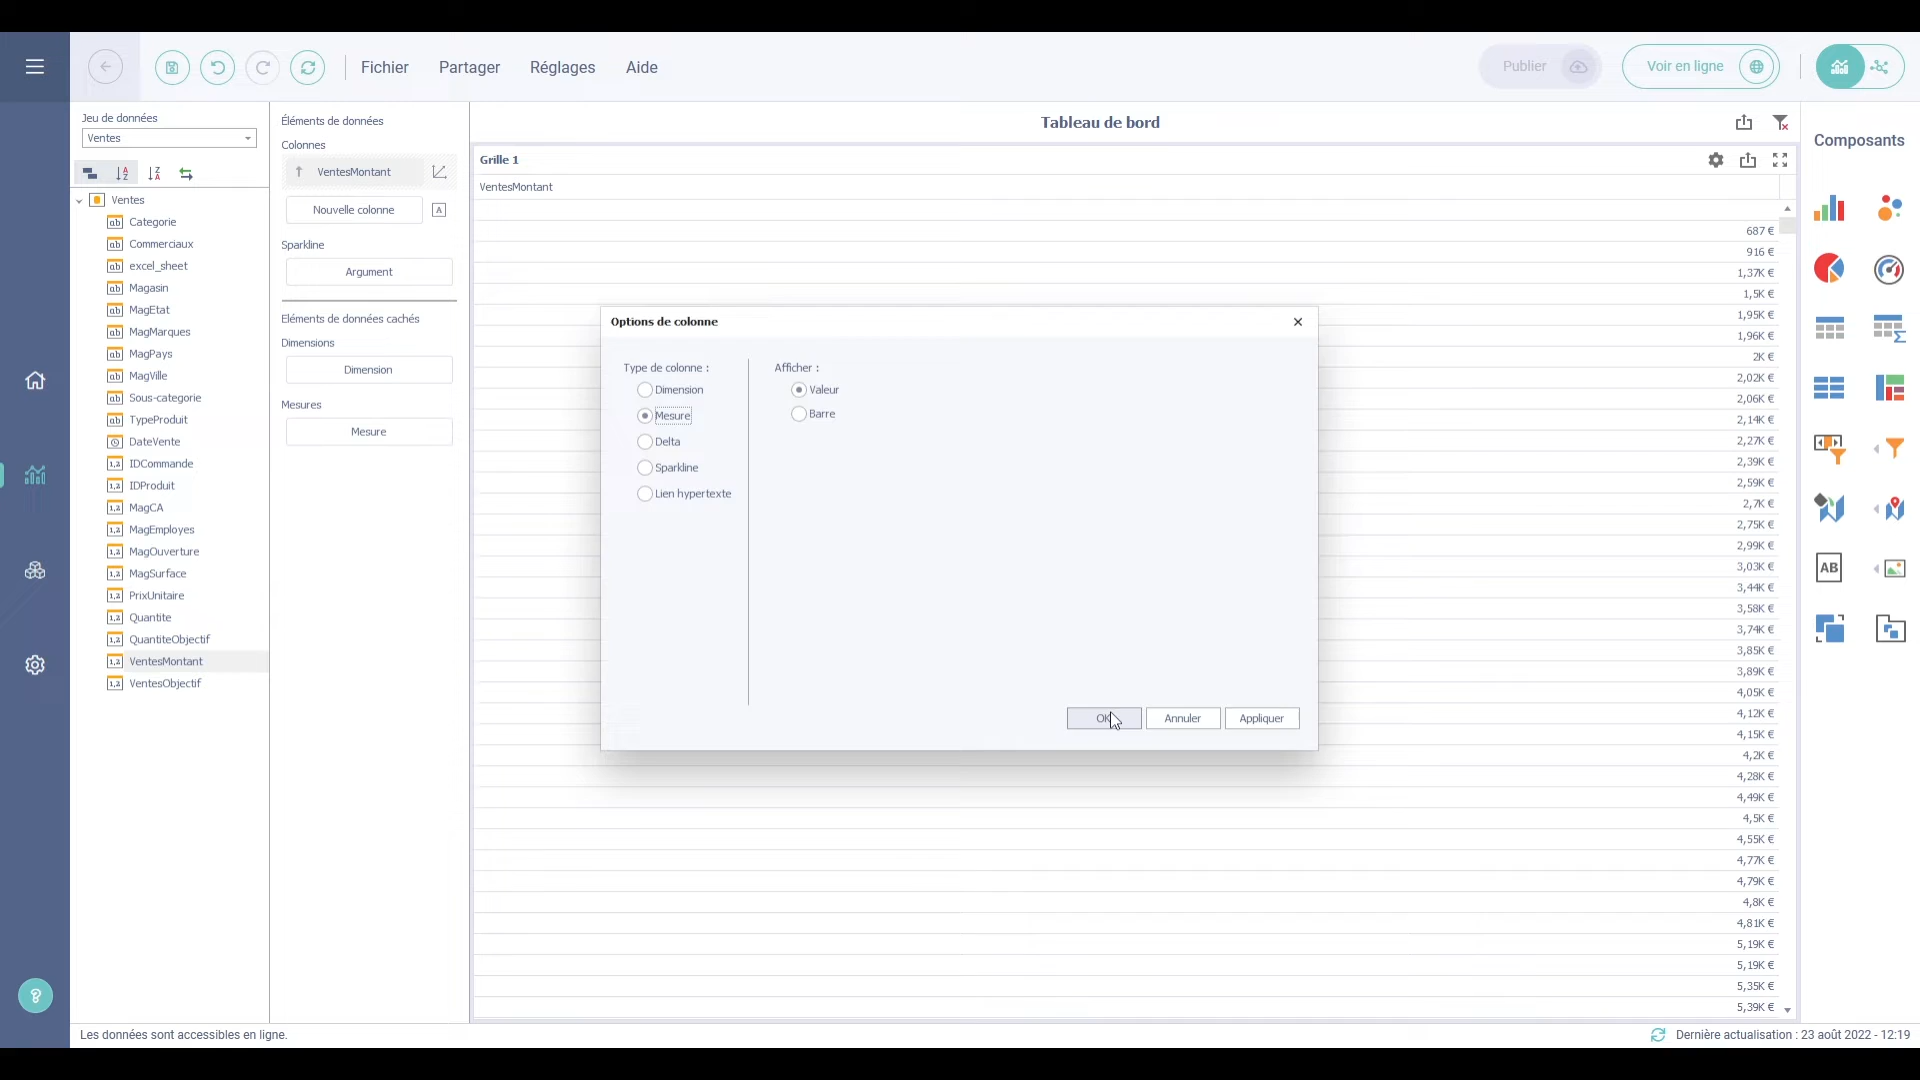 Fichier
Partager
Réglages
Aide
Publier
Voir en ligne
Jeu de données
Ventes
Ventes
Categorie
Commerciaux
excel_sheet
Magasin
MagEtat
MagMarques
MagPays
MagVille
Sous-categorie
TypeProduit
DateVente
IDCommande
IDProduit
MagCA
MagEmployes
MagOuverture
MagSurface
PrixUnitaire
Quantite
QuantiteObjectif
VentesMontant
VentesObjectif
Éléments de données
Colonnes
VentesMontant
Nouvelle colonne
Sparkline
Argument
Eléments de données cachés
Dimensions
Dimension
Mesures
Mesure
Tableau de bord
Grille 1
VentesMontant
687 €
916 €
1,37K €
1,5K €
1,95K €
1,96K €
2K €
2,02K €
2,06K €
2,14K €
2,27K €
2,39K €
2,59K €
2,7K €
2,75K €
2,99K €
3,03K €
3,44K €
3,58K €
3,74K €
3,85K €
3,89K €
4,05K €
4,12K €
4,15K €
4,2K €
4,28K €
4,49K €
4,5K €
4,55K €
4,77K €
4,79K €
4,8K €
4,81K €
5,19K €
5,19K €
5,35K €
5,39K €
Options de colonne
Type de colonne :
Dimension
Mesure
Delta
Sparkline
Lien hypertexte
Afficher :
Valeur
Barre
OK
Annuler
Appliquer
Composants
AB
Les données sont accessibles en ligne.
Dernière actualisation : 23 août 2022 - 12:19